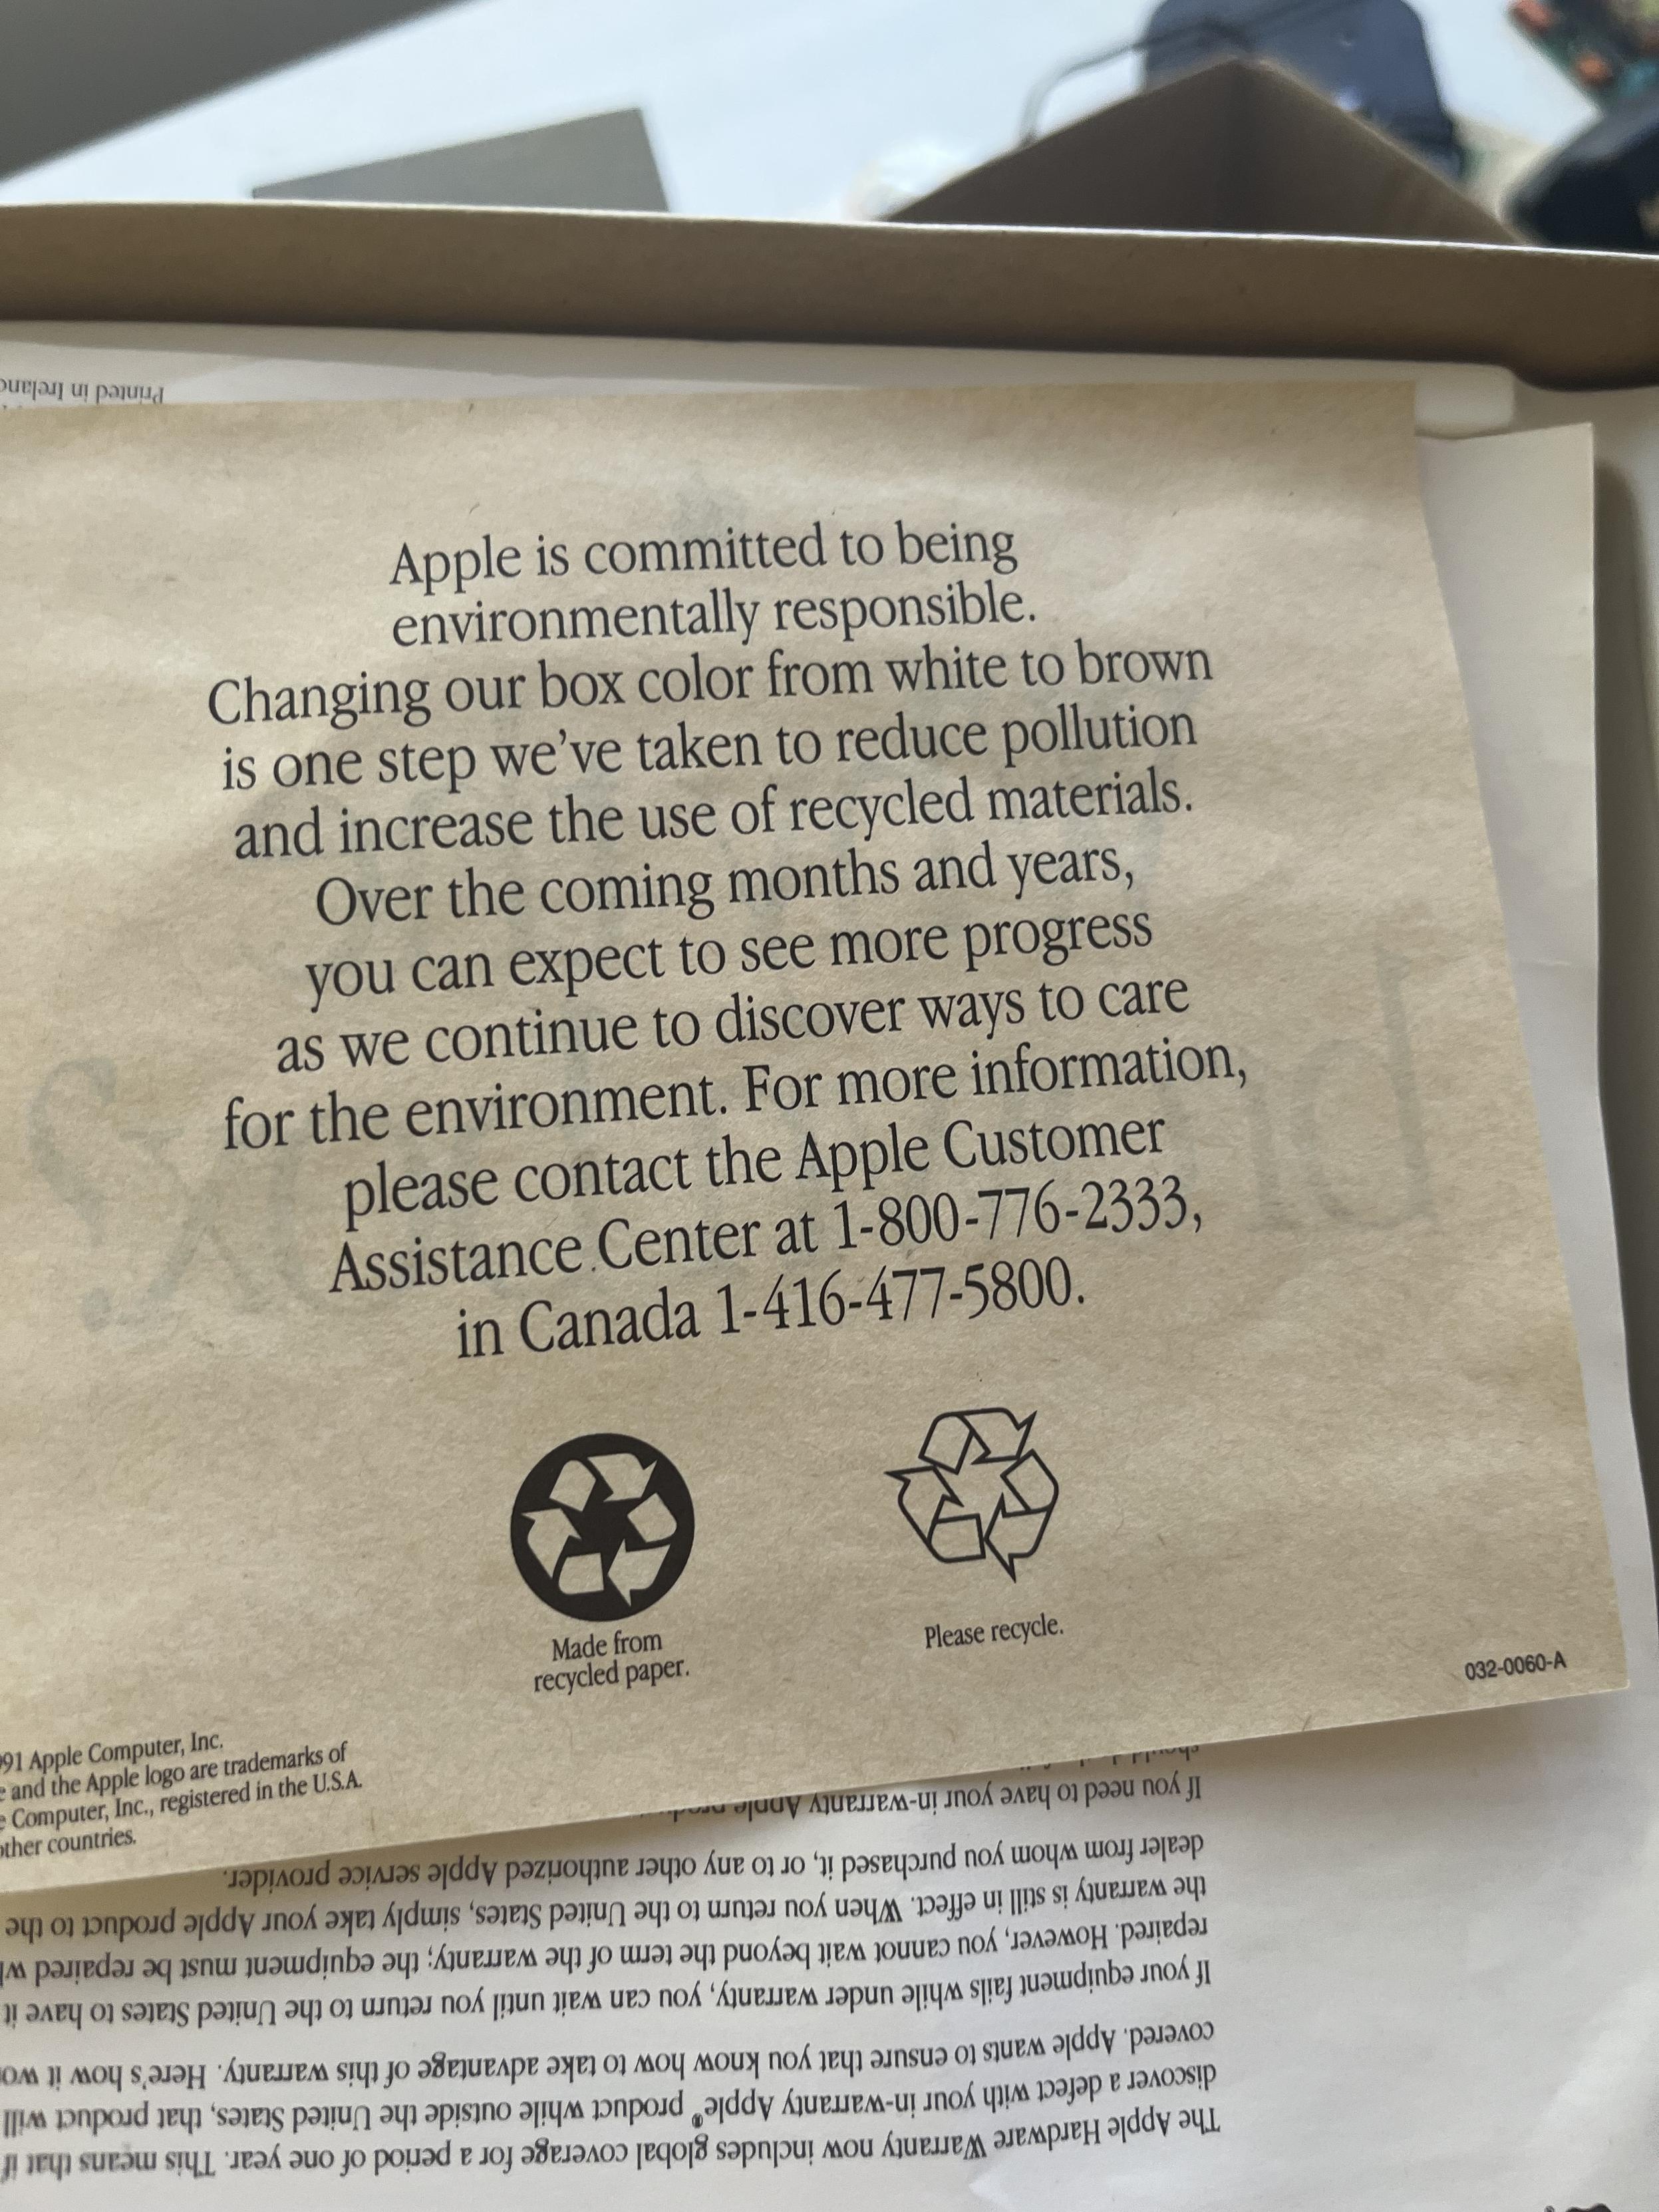 Printed in
Apple is committed to being
environmentally responsible.
Changing our box color from white to brown
is one step we've taken to reduce pollution
and increase the use of recycled materials.
Over the coming months and years,
you can expect to see more progress
as we continue to discover ways to care
for the environment. For more information,
please contact the Apple Customer
Assistance Center at 1-800-776-2333,
in Canada 1-416-477-5800.
Made from
recycled paper.
Please recycle.
032-0060-A
Apple Computer, Inc.
and the Apple logo are trademarks of
Computer, Inc., registered in the U.S.A.
other countries.
The Apple Hardware Warranty now includes global coverage for a period of one year. This means that if
discover a defect with your in-warranty Apple® product while outside the United States, that product will
covered. Apple wants to ensure that you know how to take advantage of this warranty. Here's how it
If your equipment fails while under warranty, you can wait until you return to the United States to have it
repaired. However, you cannot wait beyond the term of the warranty; the equipment must be repaired
the warranty is still in effect. When you return to the United States, simply take your Apple product to the
dealer from whom you purchased it, or to any other authorized Apple service provider.
If you need to have your in-warranty Apple